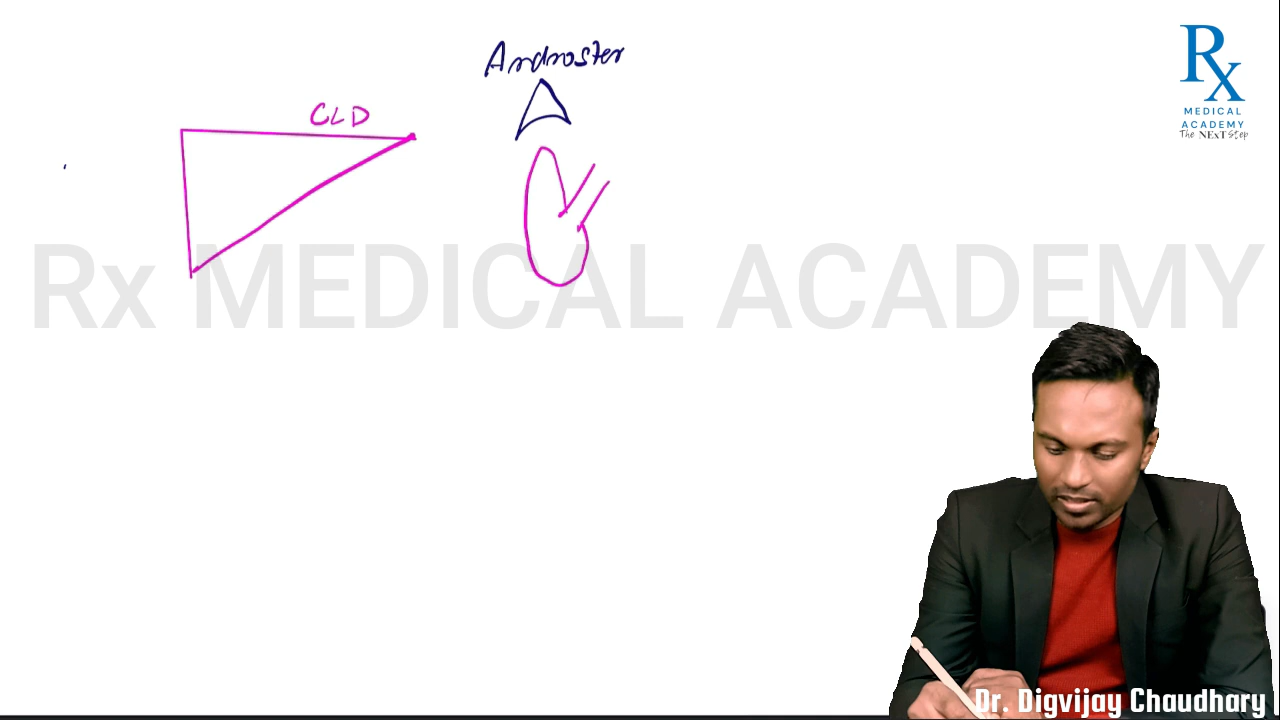 Androster
CLD
Rx
MEDICAL
ACADEMY
The NExT Step
Rx MEDICAL ACADEMY
Dr. Digvijay Chaudhary